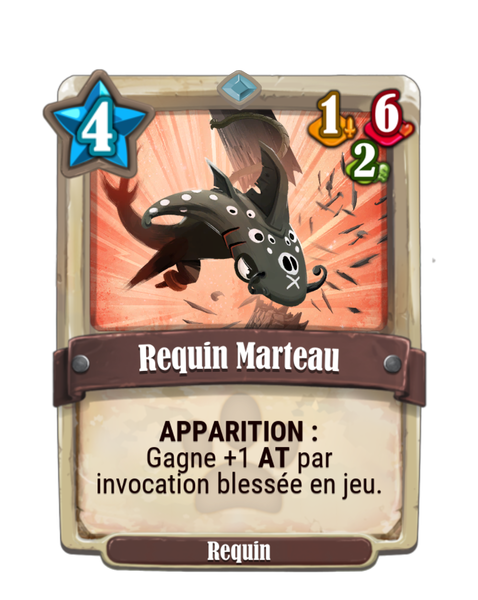 4
1
6
2
Requin Marteau
APPARITION :
Gagne +1 AT par
invocation blessée en jeu.
Requin